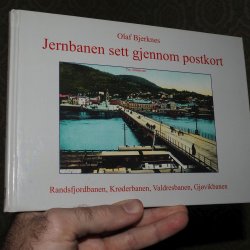 Olaf Bjerknes
Jernbanen sett gjennom postkort
Randsfjordbanen, Krøderbanen, Valdresbanen, Gjøvikbanen